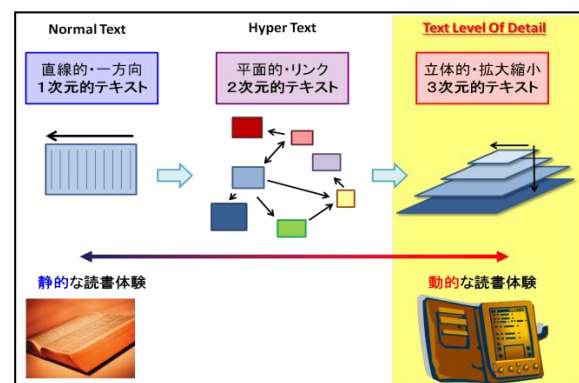 Normal Text
Hyper Text
Text Level Of Detail
直線的・一方向
1次元的テキスト
平面的・リンク
2次元的テキスト
立体的・拡大縮小
3次元的テキスト
静的な読書体験
動的な読書体験